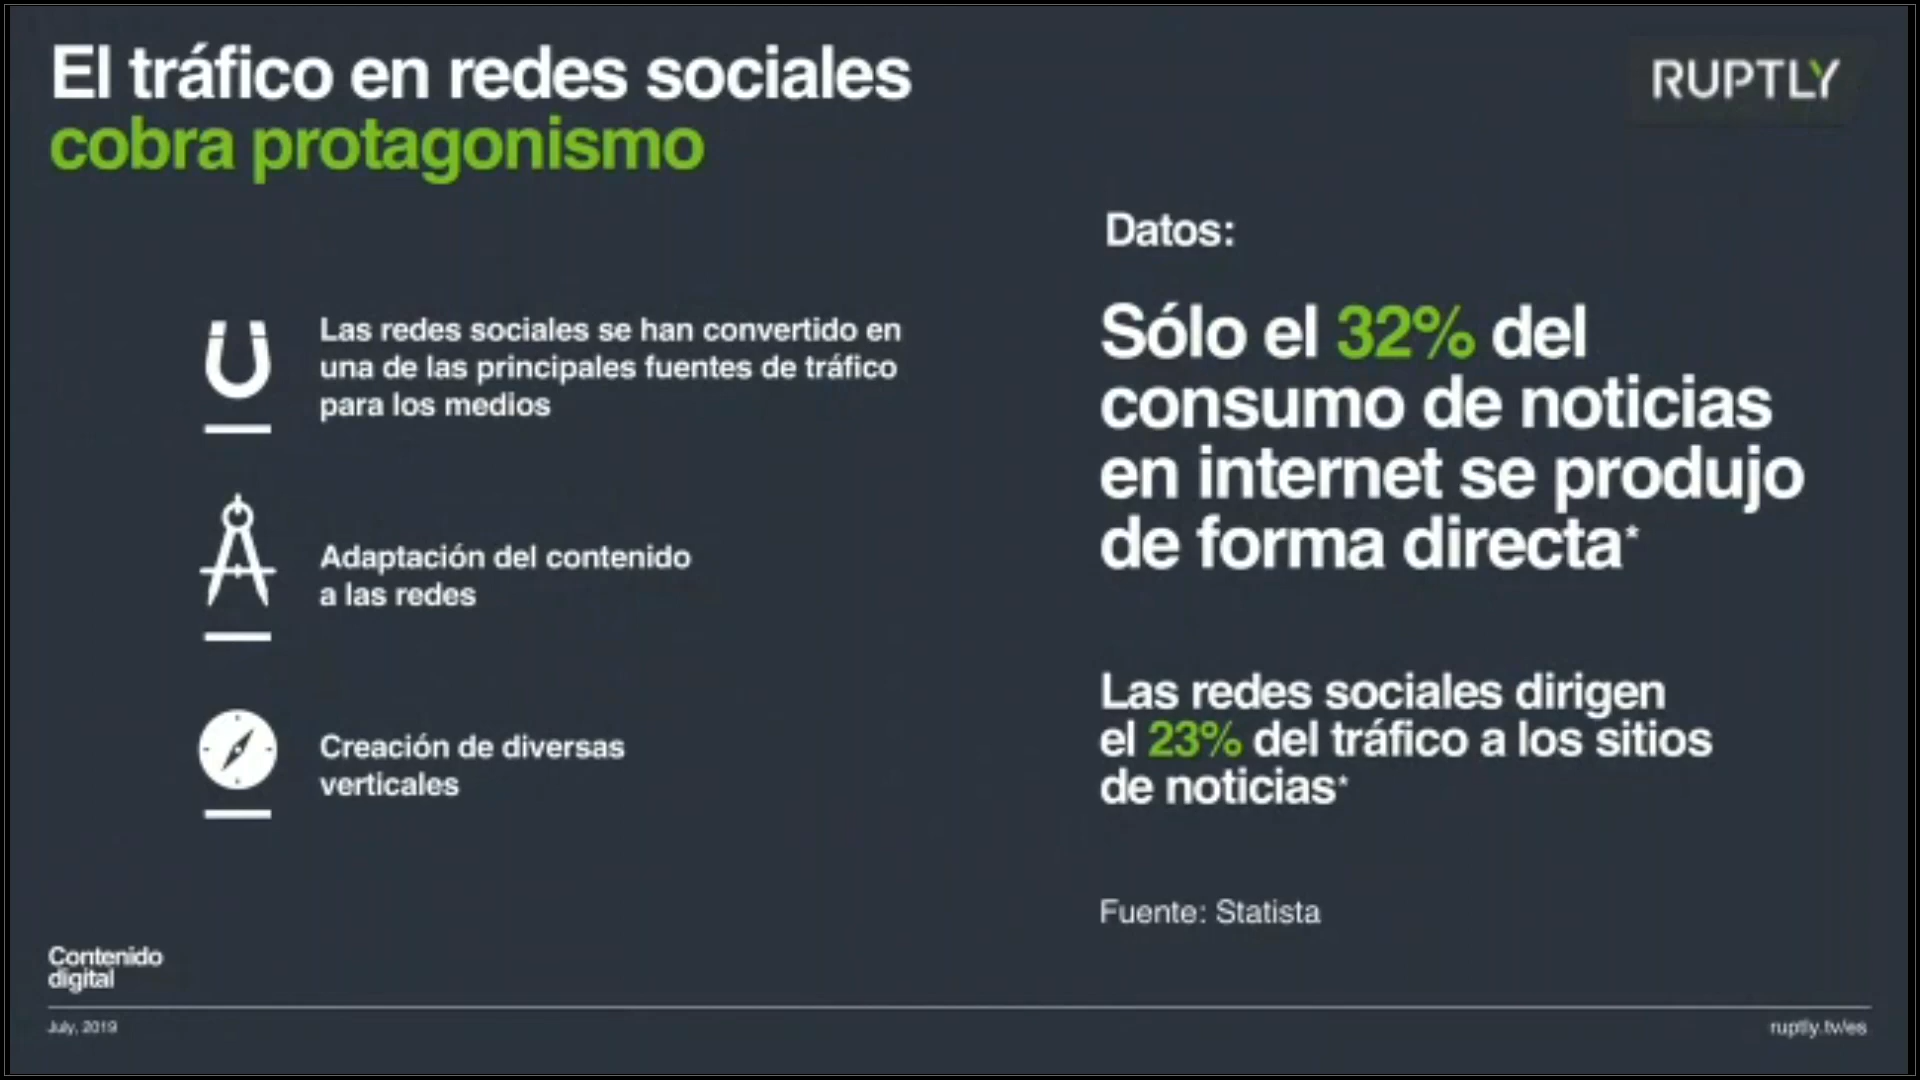 El tráfico en redes sociales
cobra protagonismo
RUPTLY
Las redes sociales se han convertido en
una de las principales fuentes de tráfico
para los medios
Adaptación del contenido
a las redes
Creación de diversas
verticales
Datos:
Sólo el 32% del
consumo de noticias
en internet se produjo
de forma directa*
Las redes sociales dirigen
el 23% del tráfico a los sitios
de noticias*
Fuente: Statista
Contenido
digital
July, 2019
ruptly.tv/es